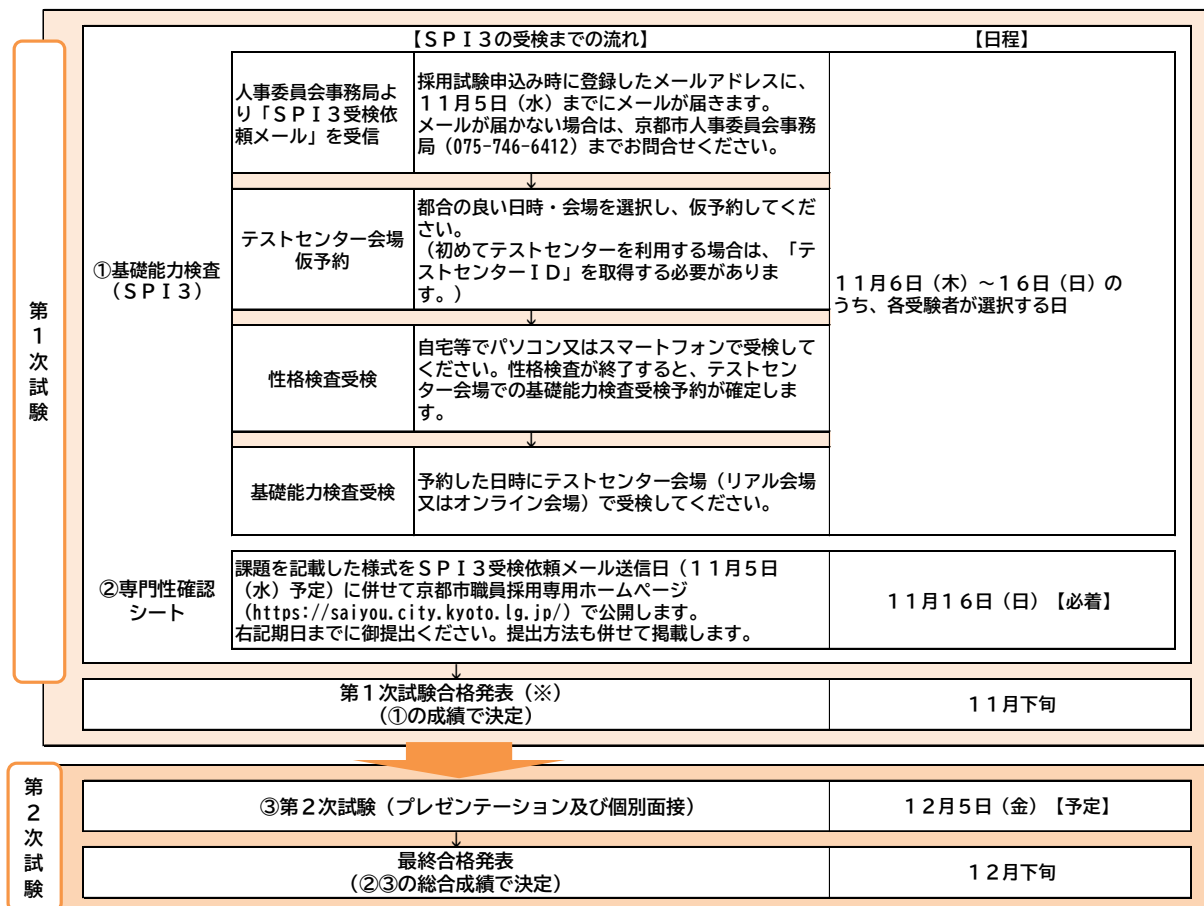 第1次試験
【ＳＰＩ３の受検までの流れ】
【日程】
①基礎能力検査
（ＳＰＩ３）
人事委員会事務局よ
り「ＳＰＩ３受検依
頼メール」を受信
採用試験申込み時に登録したメールアドレスに、
１１月５日（水）までにメールが届きます。
メールが届かない場合は、京都市人事委員会事務
局（075-746-6412）までお問合せください。
↓
テストセンター会場
仮予約
都合の良い日時・会場を選択し、仮予約してくだ
さい。
（初めてテストセンターを利用する場合は、「テ
ストセンターＩＤ」を取得する必要がありま
す。）
↓
性格検査受検
自宅等でパソコン又はスマートフォンで受検して
ください。性格検査が終了すると、テストセン
ター会場での基礎能力検査受検予約が確定しま
す。
↓
基礎能力検査受検
予約した日時にテストセンター会場（リアル会場
又はオンライン会場）で受検してください。
１１月６日（木）～１６日（日）の
うち、各受験者が選択する日
②専門性確認
シート
課題を記載した様式をＳＰＩ３受検依頼メール送信日（１１月５日
（水）予定）に併せて京都市職員採用専用ホームページ
（https://saiyou.city.kyoto.lg.jp/）で公開します。
右記期日までに御提出ください。提出方法も併せて掲載します。
１１月１６日（日）【必着】
↓
第１次試験合格発表（※）
（①の成績で決定）
１１月下旬
第2次試験
③第２次試験（プレゼンテーション及び個別面接）
１２月５日（金）【予定】
↓
最終合格発表
（②③の総合成績で決定）
１２月下旬